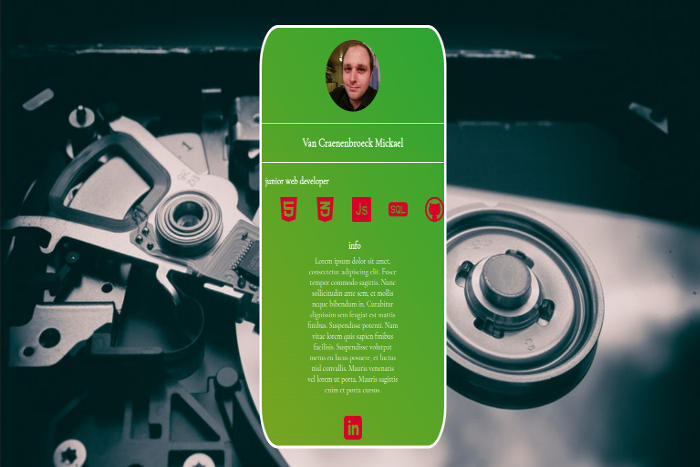 Van Craenenbroeck Mickael
junior web developer
5 3 JS SQL
info
Lorem ipsum dolor sit amet,
consectetur adipiscing elit. Fusce
tempor commodo sagittis. Nunc
sollicitudin ante sem, et mollis
neque bibendum in. Curabitur
dignissim sem feugiat est mattis
finibus. Suspendisse potenti. Nam
vitae lorem quis sapien finibus
facilisis. Suspendisse volutpat
metus eu lacus posuere, et luctus
nisl convallis. Mauris venenatis
vel lorem ut porta. Mauris sagittis
enim et porta cursus.
in